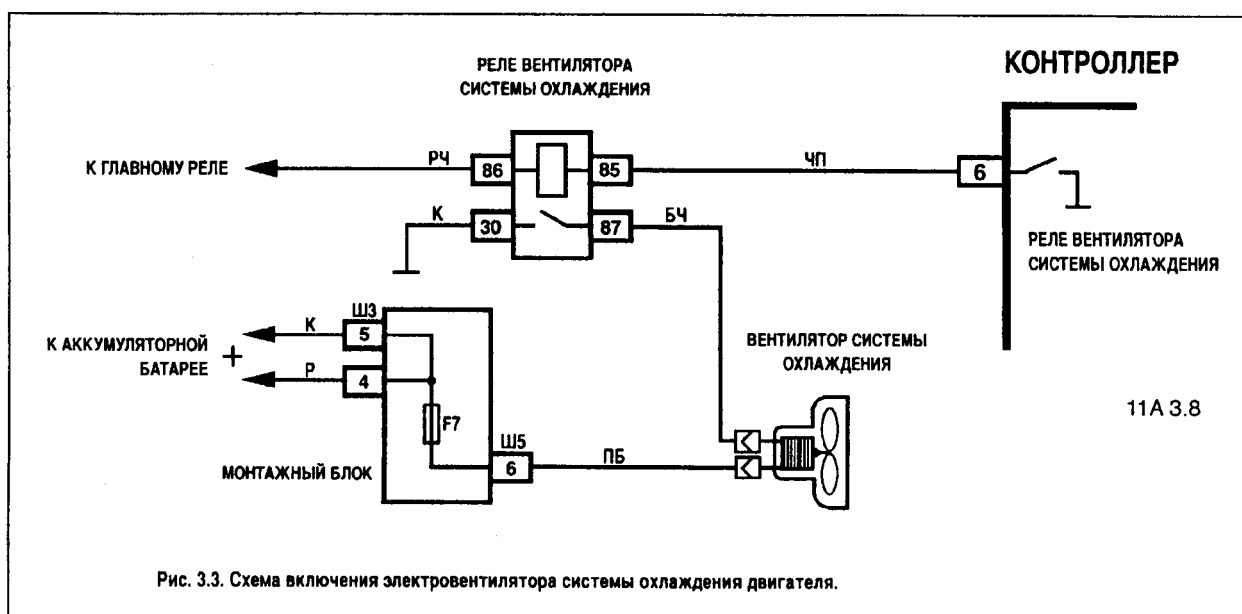 РЕЛЕ ВЕНТИЛЯТОРА
СИСТЕМЫ ОХЛАЖДЕНИЯ
КОНТРОЛЛЕР
К ГЛАВНОМУ РЕЛЕ
РЧ
86
85
ЧП
6
К
30
87
БЧ
РЕЛЕ ВЕНТИЛЯТОРА
СИСТЕМЫ ОХЛАЖДЕНИЯ
К АККУМУЛЯТОРНОЙ
БАТАРЕЕ
+
К
Ш3
5
Р
4
F7
МОНТАЖНЫЙ БЛОК
Ш5
6
ПБ
ВЕНТИЛЯТОР СИСТЕМЫ
ОХЛАЖДЕНИЯ
11А 3.8
Рис. 3.3. Схема включения электровентилятора системы охлаждения двигателя.